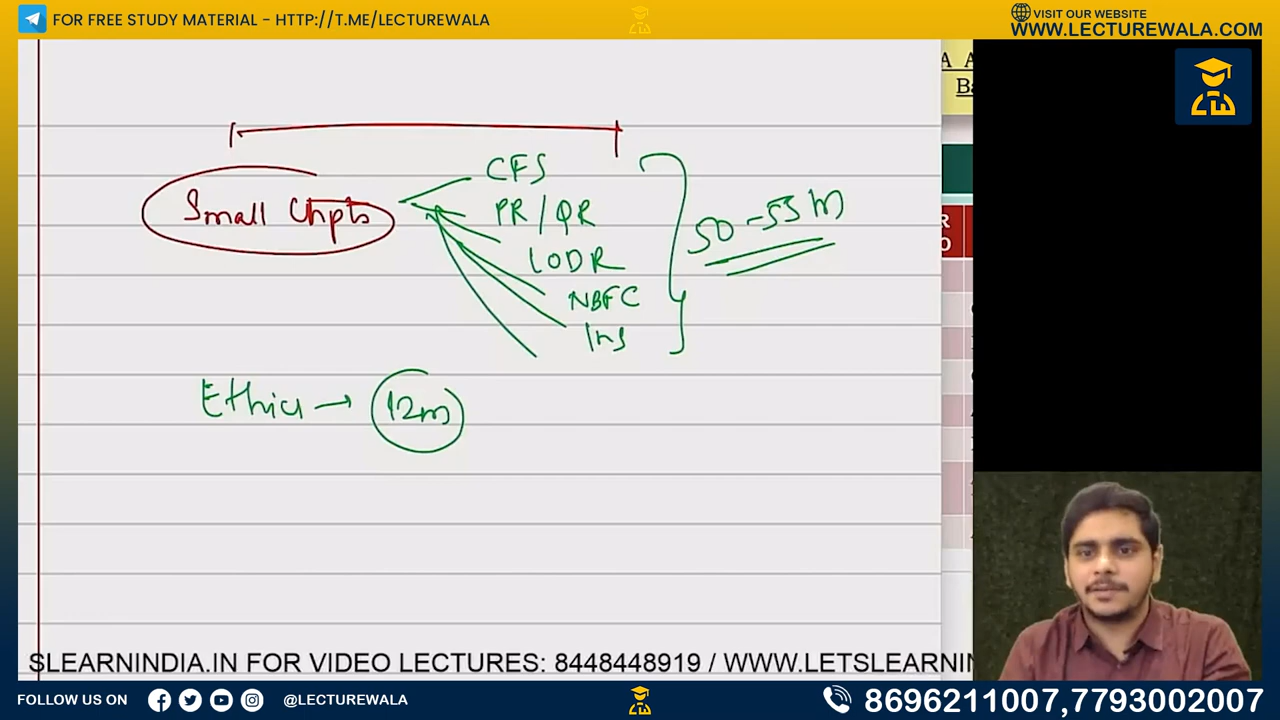 FOR FREE STUDY MATERIAL - HTTP://T.ME/LECTUREWALA
VISIT OUR WEBSITE
WWW.LECTUREWALA.COM
A A
Ba
Small Chpts
CFS
PR/QR
LODR
NBFC
Ins
50-55 m
R
O
Ethics → 12m
SLEARNINDIA.IN FOR VIDEO LECTURES: 8448448919 / WWW.LETSLEARNIN
FOLLOW US ON
@LECTUREWALA
8696211007,7793002007